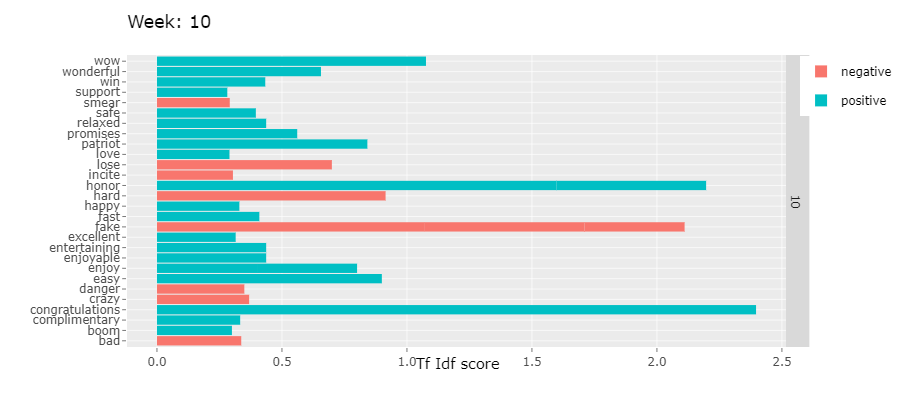 Week: 10
wow
wonderful
win
support
smear
safe
relaxed
promises
patriot
love
lose
incite
honor
hard
happy
fast
fake
excellent
entertaining
enjoyable
enjoy
easy
danger
crazy
congratulations
complimentary
boom
bad
10
negative
positive
0.0 0.5 1.0 1.5 2.0 2.5
Tf Idf score